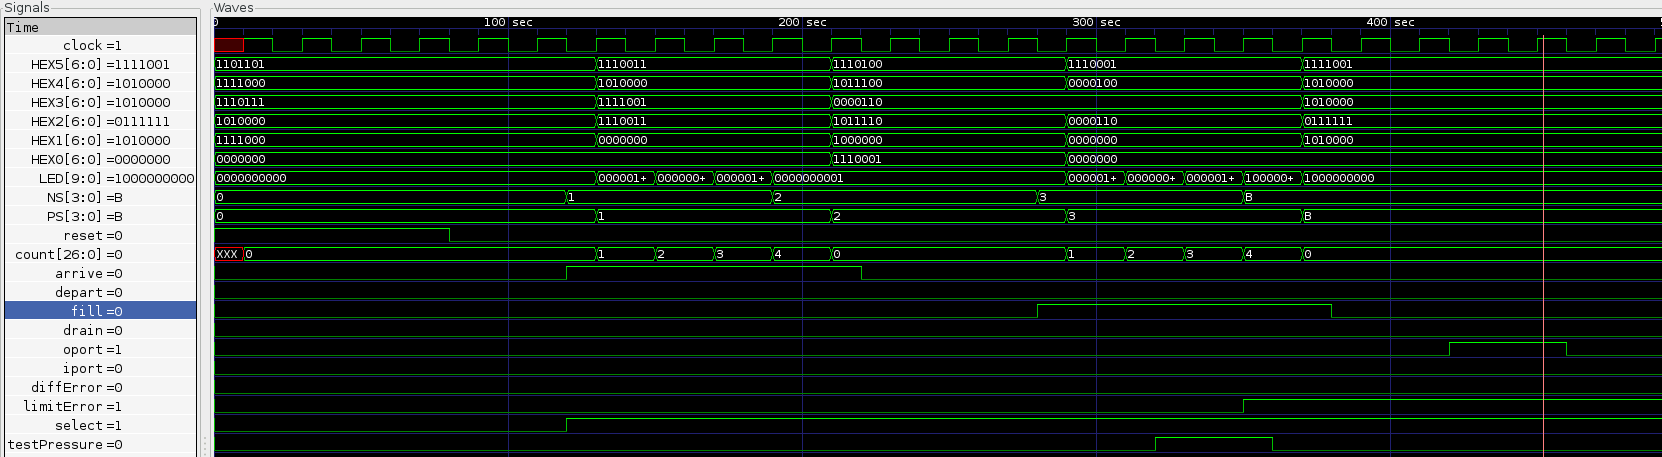 Signals
Waves
Time
0 100 sec 200 sec 300 sec 400 sec
clock=1
HEX5[6:0]=1111001 1101101 1110011 1110100 1110001 1111001
HEX4[6:0]=1010000 1111000 1010000 1011100 0000100 1010000
HEX3[6:0]=1010000 1110111 1111001 0000110 1010000
HEX2[6:0]=0111111 1010000 1110011 1011110 0000110 0111111
HEX1[6:0]=1010000 1111000 0000000 1000000 0000000 1010000
HEX0[6:0]=0000000 0000000 1110001 0000000
LED[9:0]=1000000000 0000000000 000001+ 000000+ 000001+ 0000000001 000001+ 000000+ 000001+ 100000+ 1000000000
NS[3:0]=B 0 1 2 3 B
PS[3:0]=B 0 1 2 3 B
reset=0
count[26:0]=0 XXX 0 1 2 3 4 0 1 2 3 4 0
arrive=0
depart=0
fill=0
drain=0
oport=1
iport=0
diffError=0
limitError=1
select=1
testPressure=0